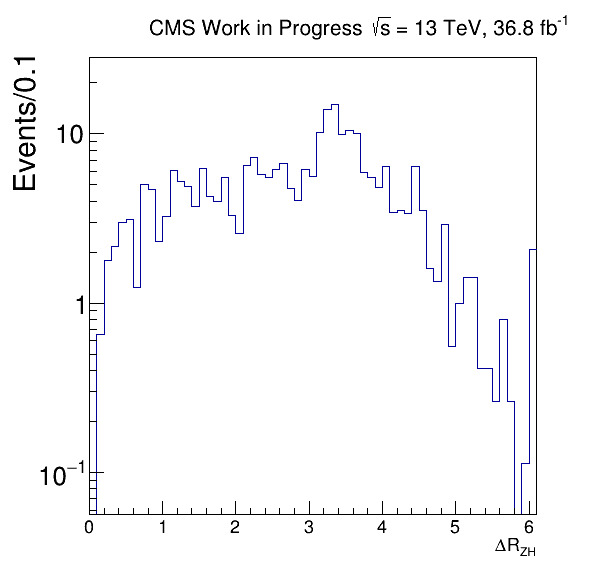 CMS Work in Progress √s = 13 TeV, 36.8 fb⁻¹
Events/0.1
10
1
10⁻¹
0 1 2 3 4 5 6
ΔR_ZH